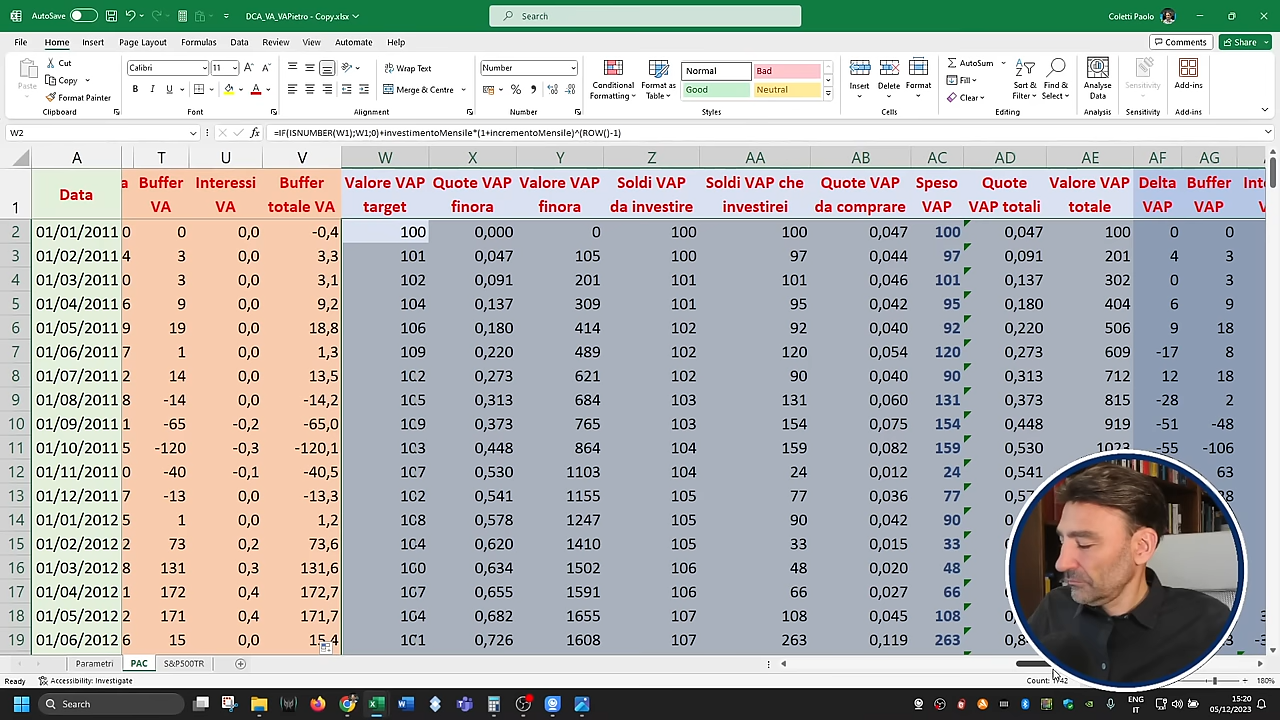 AutoSave Off DCA_VA_VAPietro - Copy.xlsx Search Coletti Paolo
File Home Insert Page Layout Formulas Data Review View Automate Help Comments Share
Paste Cut Copy Format Painter Clipboard
Calibri 11 B I U Font
Wrap Text Merge & Centre Alignment
Number Number
Conditional Formatting Format as Table Normal Bad Good Neutral Styles
Insert Delete Format Cells
AutoSum Fill Clear Sort & Filter Find & Select Editing
Analyse Data Analysis Sensitivity Sensitivity Add-ins Add-ins
W2 fx =IF(ISNUMBER(W1);W1;0)+investimentoMensile*(1+incrementoMensile)^(ROW()-1)
A T U V W X Y Z AA AB AC AD AE AF AG
1 Data a Buffer VA Interessi VA Buffer totale VA Valore VAP target Quote VAP finora Valore VAP finora Soldi VAP da investire Soldi VAP che investirei Quote VAP da comprare Speso VAP Quote VAP totali Valore VAP totale Delta VAP Buffer VAP
2 01/01/2011 0 0 0,0 -0,4 100 0,000 0 100 100 0,047 100 0,047 100 0 0
3 01/02/2011 4 3 0,0 3,3 101 0,047 105 100 97 0,044 97 0,091 201 4 3
4 01/03/2011 0 3 0,0 3,1 102 0,091 201 101 101 0,046 101 0,137 302 0 3
5 01/04/2011 6 9 0,0 9,2 104 0,137 309 101 95 0,042 95 0,180 404 6 9
6 01/05/2011 9 19 0,0 18,8 106 0,180 414 102 92 0,040 92 0,220 506 9 18
7 01/06/2011 7 1 0,0 1,3 109 0,220 489 102 120 0,054 120 0,273 609 -17 8
8 01/07/2011 2 14 0,0 13,5 102 0,273 621 102 90 0,040 90 0,313 712 12 18
9 01/08/2011 8 -14 0,0 -14,2 105 0,313 684 103 131 0,060 131 0,373 815 -28 2
10 01/09/2011 1 -65 -0,2 -65,0 109 0,373 765 103 154 0,075 154 0,448 919 -51 -48
11 01/10/2011 5 -120 -0,3 -120,1 103 0,448 864 104 159 0,082 159 0,530 1023 -55 -106
12 01/11/2011 0 -40 -0,1 -40,5 107 0,530 1103 104 24 0,012 24 0,541 63
13 01/12/2011 7 -13 0,0 -13,3 102 0,541 1155 105 77 0,036 77
14 01/01/2012 5 1 0,0 1,2 108 0,578 1247 105 90 0,042 90
15 01/02/2012 2 73 0,2 73,6 104 0,620 1410 105 33 0,015 33
16 01/03/2012 8 131 0,3 131,6 100 0,634 1502 106 48 0,020 48
17 01/04/2012 1 172 0,4 172,7 107 0,655 1591 106 66 0,027 66
18 01/05/2012 2 171 0,4 171,7 104 0,682 1655 107 108 0,045 108
19 01/06/2012 6 15 0,0 15,4 101 0,726 1608 107 263 0,119 263
Parametri PAC S&P500TR
Ready Accessibility: Investigate Count: 180%
Search ENG IT 15:20 05/12/2023